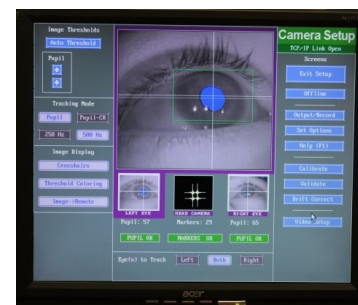 Image Thresholds
Auto Threshold
Pupil
Tracking Mode
Pupil
Pupil-CR
250 Hz
500 Hz
Image Display
Crosshairs
Threshold Coloring
Image->Remote
LEFT EYE
HEAD CAMERA
RIGHT EYE
Pupil: 57
Markers: 29
Pupil: 65
PUPIL OK
MARKERS OK
PUPIL OK
Eye(s) to Track
Left
Both
Right
Camera Setup
TCP/IP Link Open
Screens
Exit Setup
Offline
Output/Record
Set Options
Help (F1)
Calibrate
Validate
Drift Correct
Video Setup
acer